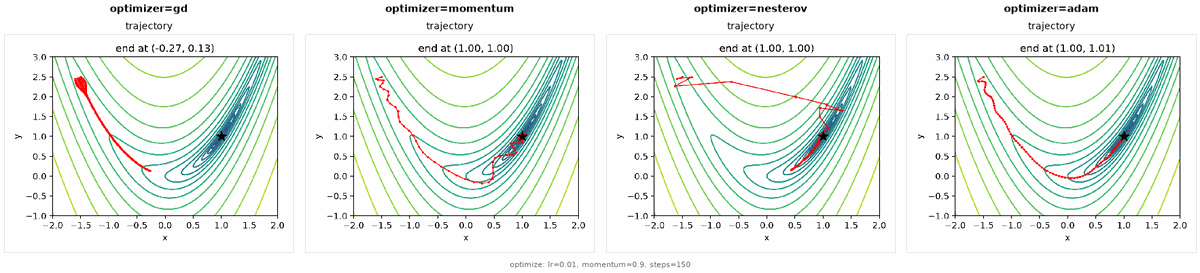 optimizer=gd
trajectory
end at (-0.27, 0.13)
3.0
2.5
2.0
1.5
1.0
0.5
0.0
−0.5
−1.0
y
−2.0 −1.5 −1.0 −0.5 0.0 0.5 1.0 1.5 2.0
x
optimizer=momentum
trajectory
end at (1.00, 1.00)
3.0
2.5
2.0
1.5
1.0
0.5
0.0
−0.5
−1.0
y
−2.0 −1.5 −1.0 −0.5 0.0 0.5 1.0 1.5 2.0
x
optimizer=nesterov
trajectory
end at (1.00, 1.00)
3.0
2.5
2.0
1.5
1.0
0.5
0.0
−0.5
−1.0
y
−2.0 −1.5 −1.0 −0.5 0.0 0.5 1.0 1.5 2.0
x
optimizer=adam
trajectory
end at (1.00, 1.01)
3.0
2.5
2.0
1.5
1.0
0.5
0.0
−0.5
−1.0
y
−2.0 −1.5 −1.0 −0.5 0.0 0.5 1.0 1.5 2.0
x
optimize: lr=0.01, momentum=0.9, steps=150